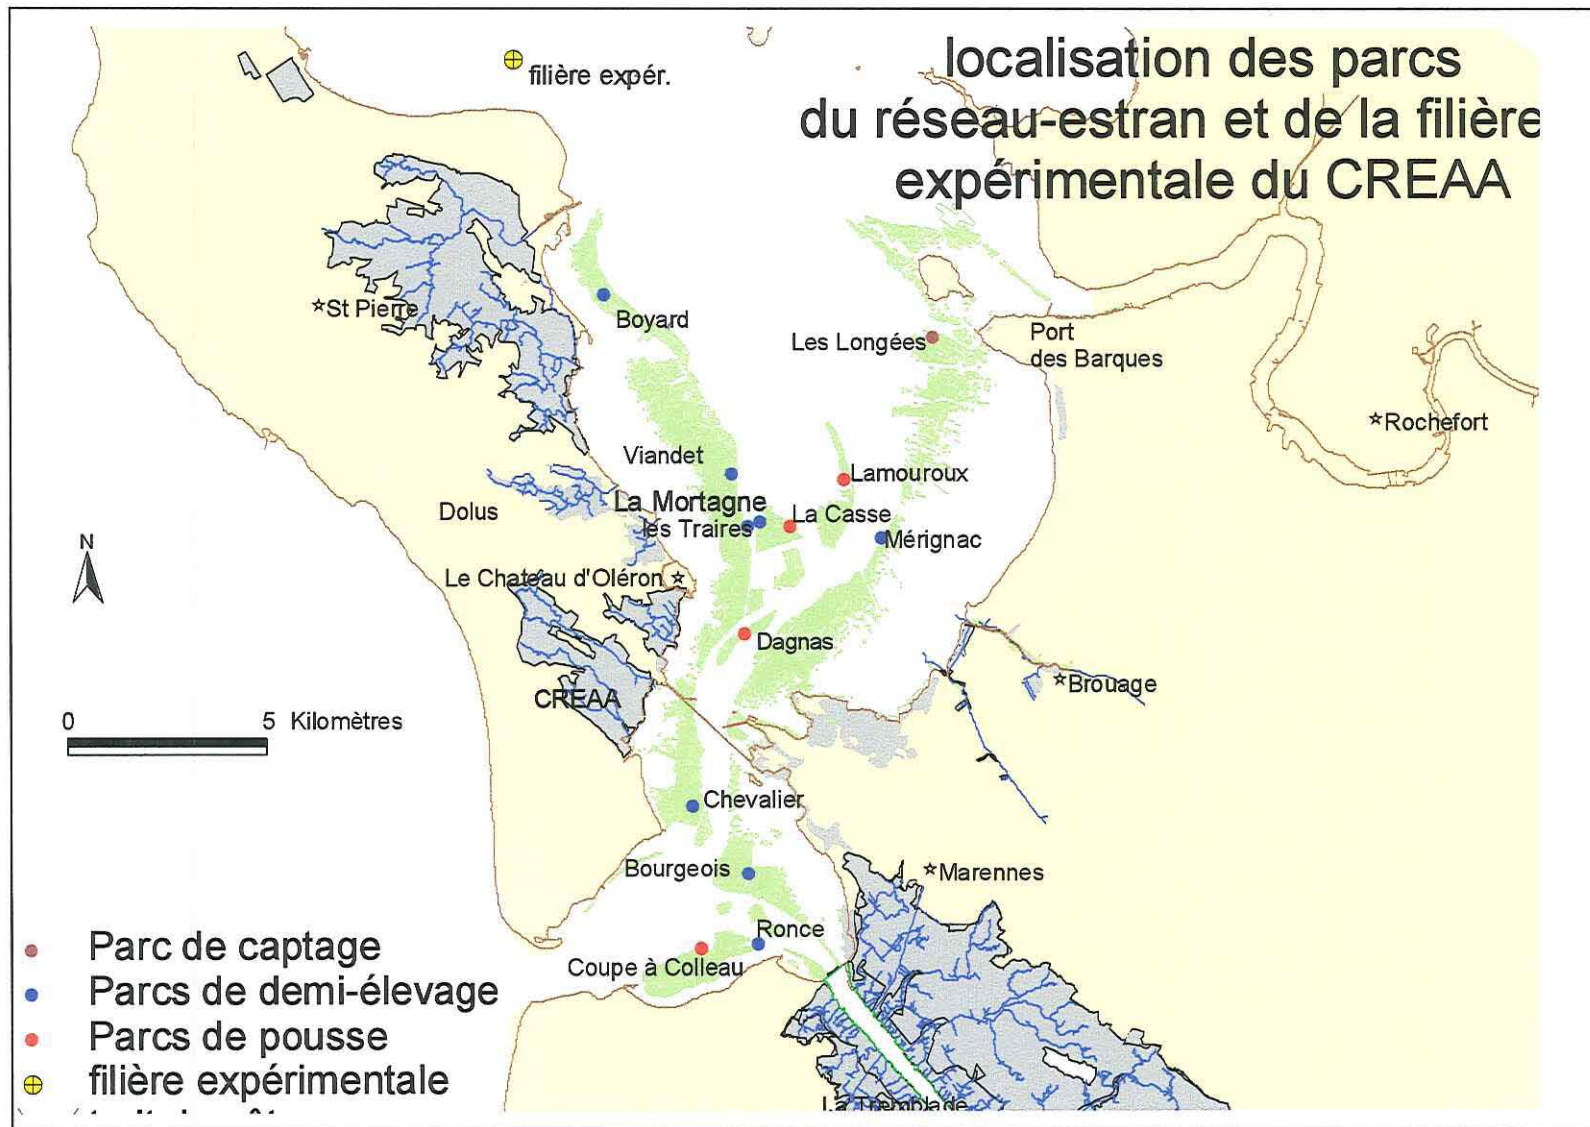 localisation des parcs
du réseau-estran et de la filière
expérimentale du CREAA
filière expér.
St Pierre
Boyard
Les Longées
Port
des Barques
Rochefort
Viandet
Lamouroux
La Mortagne
La Casse
Dolus
les Traires
Mérignac
N
Le Chateau d'Oléron
Dagnas
Brouage
CREAA
0 5 Kilomètres
Chevalier
Bourgeois
Marennes
Ronce
Coupe à Colleau
Parc de captage
Parcs de demi-élevage
Parcs de pousse
filière expérimentale
La Tremblade